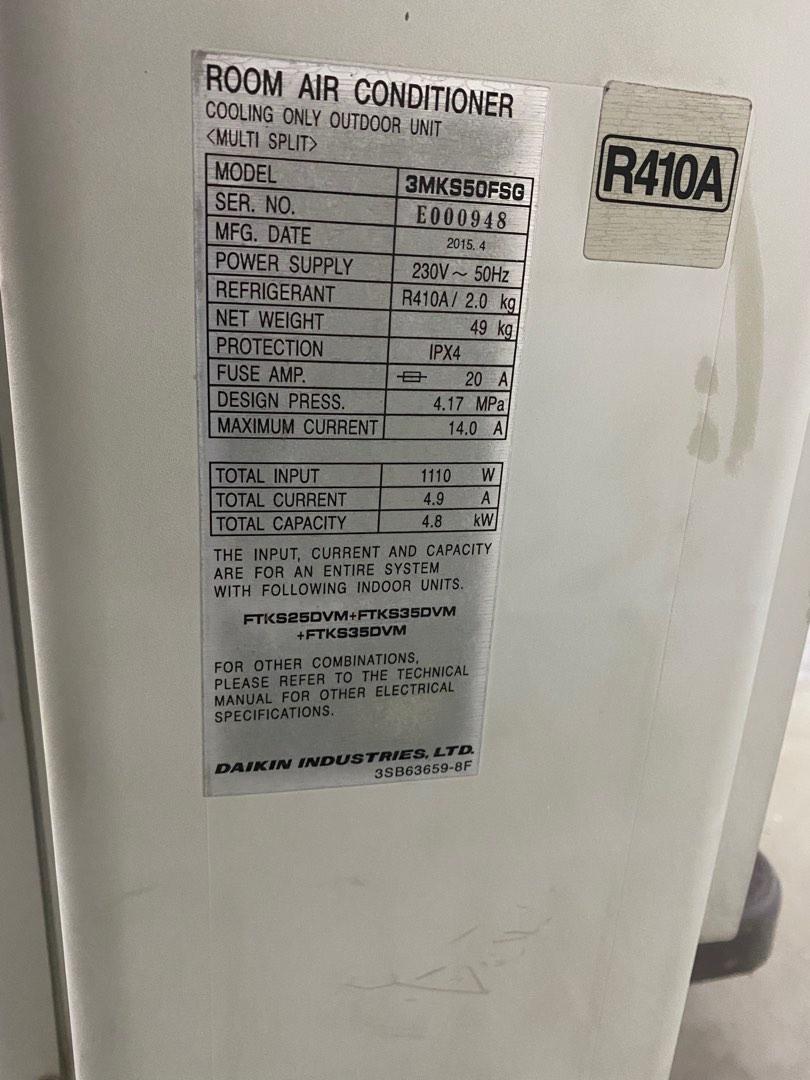 ROOM AIR CONDITIONER
COOLING ONLY OUTDOOR UNIT
<MULTI SPLIT>
MODEL 3MKS50FSG
SER. NO. E000948
MFG. DATE 2015. 4
POWER SUPPLY 230V ~ 50Hz
REFRIGERANT R410A / 2.0 kg
NET WEIGHT 49 kg
PROTECTION IPX4
FUSE AMP. 20 A
DESIGN PRESS. 4.17 MPa
MAXIMUM CURRENT 14.0 A
TOTAL INPUT 1110 W
TOTAL CURRENT 4.9 A
TOTAL CAPACITY 4.8 kW
THE INPUT, CURRENT AND CAPACITY
ARE FOR AN ENTIRE SYSTEM
WITH FOLLOWING INDOOR UNITS.
FTKS25DVM+FTKS35DVM
+FTKS35DVM
FOR OTHER COMBINATIONS,
PLEASE REFER TO THE TECHNICAL
MANUAL FOR OTHER ELECTRICAL
SPECIFICATIONS.
DAIKIN INDUSTRIES, LTD.
3SB63659-8F
R410A